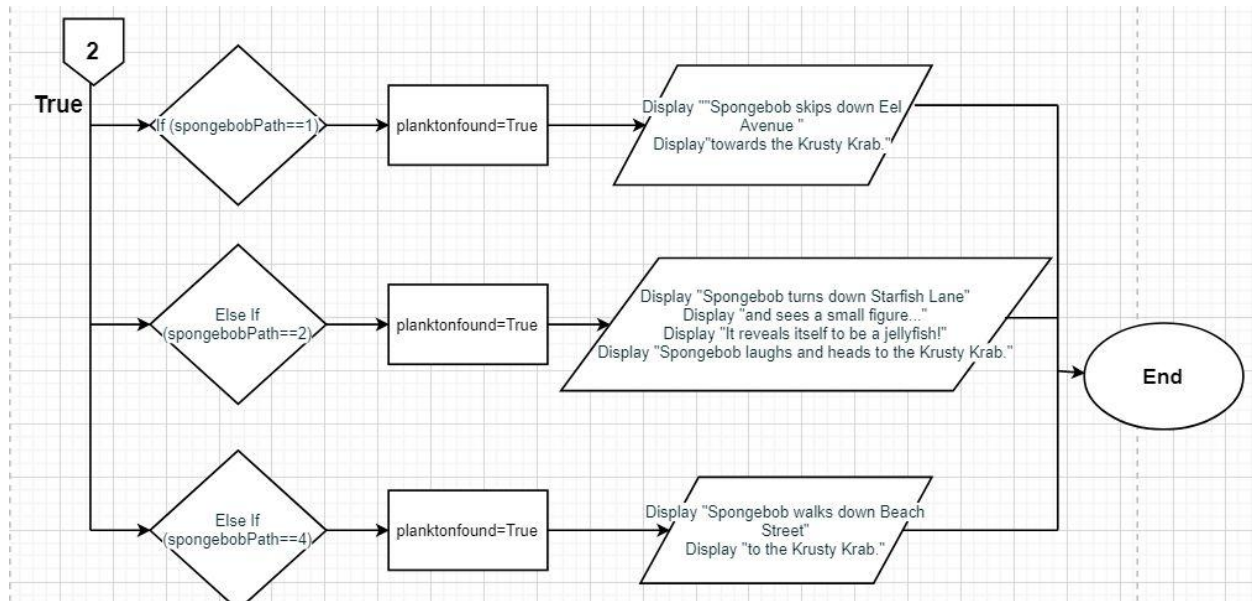 2
True
If (spongebobPath==1)
planktonfound=True
Display ""Spongebob skips down Eel
Avenue "
Display"towards the Krusty Krab."
Else If
(spongebobPath==2)
planktonfound=True
Display "Spongebob turns down Starfish Lane"
Display "and sees a small figure..."
Display "It reveals itself to be a jellyfish!"
Display "Spongebob laughs and heads to the Krusty Krab."
End
Else If
(spongebobPath==4)
planktonfound=True
Display "Spongebob walks down Beach
Street"
Display "to the Krusty Krab."